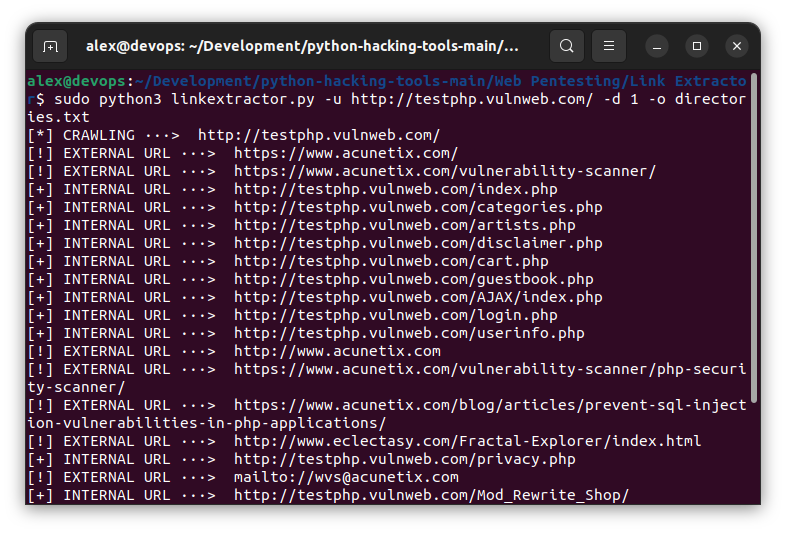 alex@devops: ~/Development/python-hacking-tools-main/...
alex@devops:~/Development/python-hacking-tools-main/Web Pentesting/Link Extracto
r$ sudo python3 linkextractor.py -u http://testphp.vulnweb.com/ -d 1 -o director
ies.txt
[*] CRAWLING ···>  http://testphp.vulnweb.com/
[!] EXTERNAL URL ···>  https://www.acunetix.com/
[!] EXTERNAL URL ···>  https://www.acunetix.com/vulnerability-scanner/
[+] INTERNAL URL ···>  http://testphp.vulnweb.com/index.php
[+] INTERNAL URL ···>  http://testphp.vulnweb.com/categories.php
[+] INTERNAL URL ···>  http://testphp.vulnweb.com/artists.php
[+] INTERNAL URL ···>  http://testphp.vulnweb.com/disclaimer.php
[+] INTERNAL URL ···>  http://testphp.vulnweb.com/cart.php
[+] INTERNAL URL ···>  http://testphp.vulnweb.com/guestbook.php
[+] INTERNAL URL ···>  http://testphp.vulnweb.com/AJAX/index.php
[+] INTERNAL URL ···>  http://testphp.vulnweb.com/login.php
[+] INTERNAL URL ···>  http://testphp.vulnweb.com/userinfo.php
[!] EXTERNAL URL ···>  http://www.acunetix.com
[!] EXTERNAL URL ···>  https://www.acunetix.com/vulnerability-scanner/php-securi
ty-scanner/
[!] EXTERNAL URL ···>  https://www.acunetix.com/blog/articles/prevent-sql-inject
ion-vulnerabilities-in-php-applications/
[!] EXTERNAL URL ···>  http://www.eclectasy.com/Fractal-Explorer/index.html
[+] INTERNAL URL ···>  http://testphp.vulnweb.com/privacy.php
[!] EXTERNAL URL ···>  mailto://wvs@acunetix.com
[+] INTERNAL URL ···>  http://testphp.vulnweb.com/Mod_Rewrite_Shop/